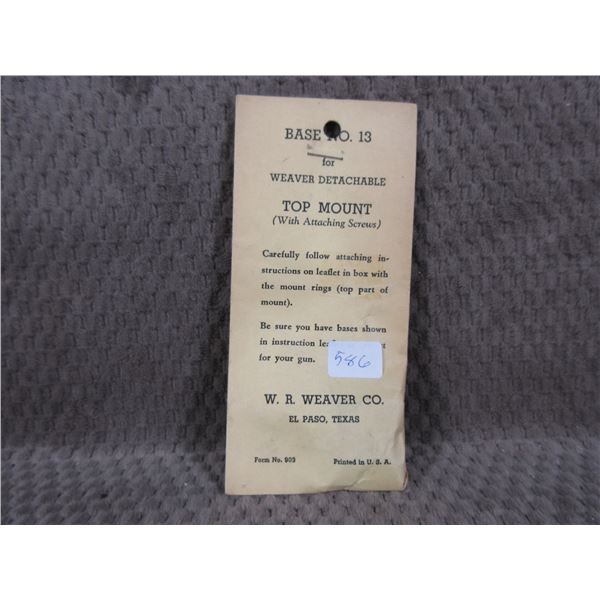 BASE NO. 13
for
WEAVER DETACHABLE
TOP MOUNT
(With Attaching Screws)
Carefully follow attaching in-
structions on leaflet in box with
the mount rings (top part of
mount).
Be sure you have bases shown
in instruction
for your gun.
586
W. R. WEAVER CO.
EL PASO, TEXAS
Form No. 902 Printed in U. S. A.